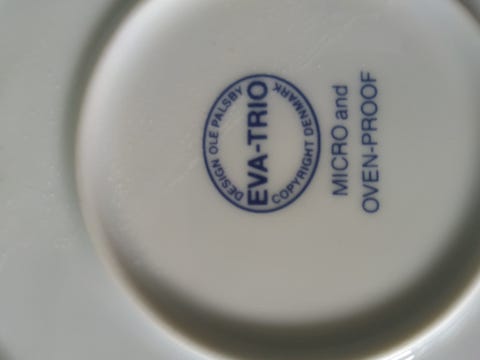 DESIGN OLE PALSBY
EVA-TRIO
COPYRIGHT DENMARK
MICRO and
OVEN-PROOF